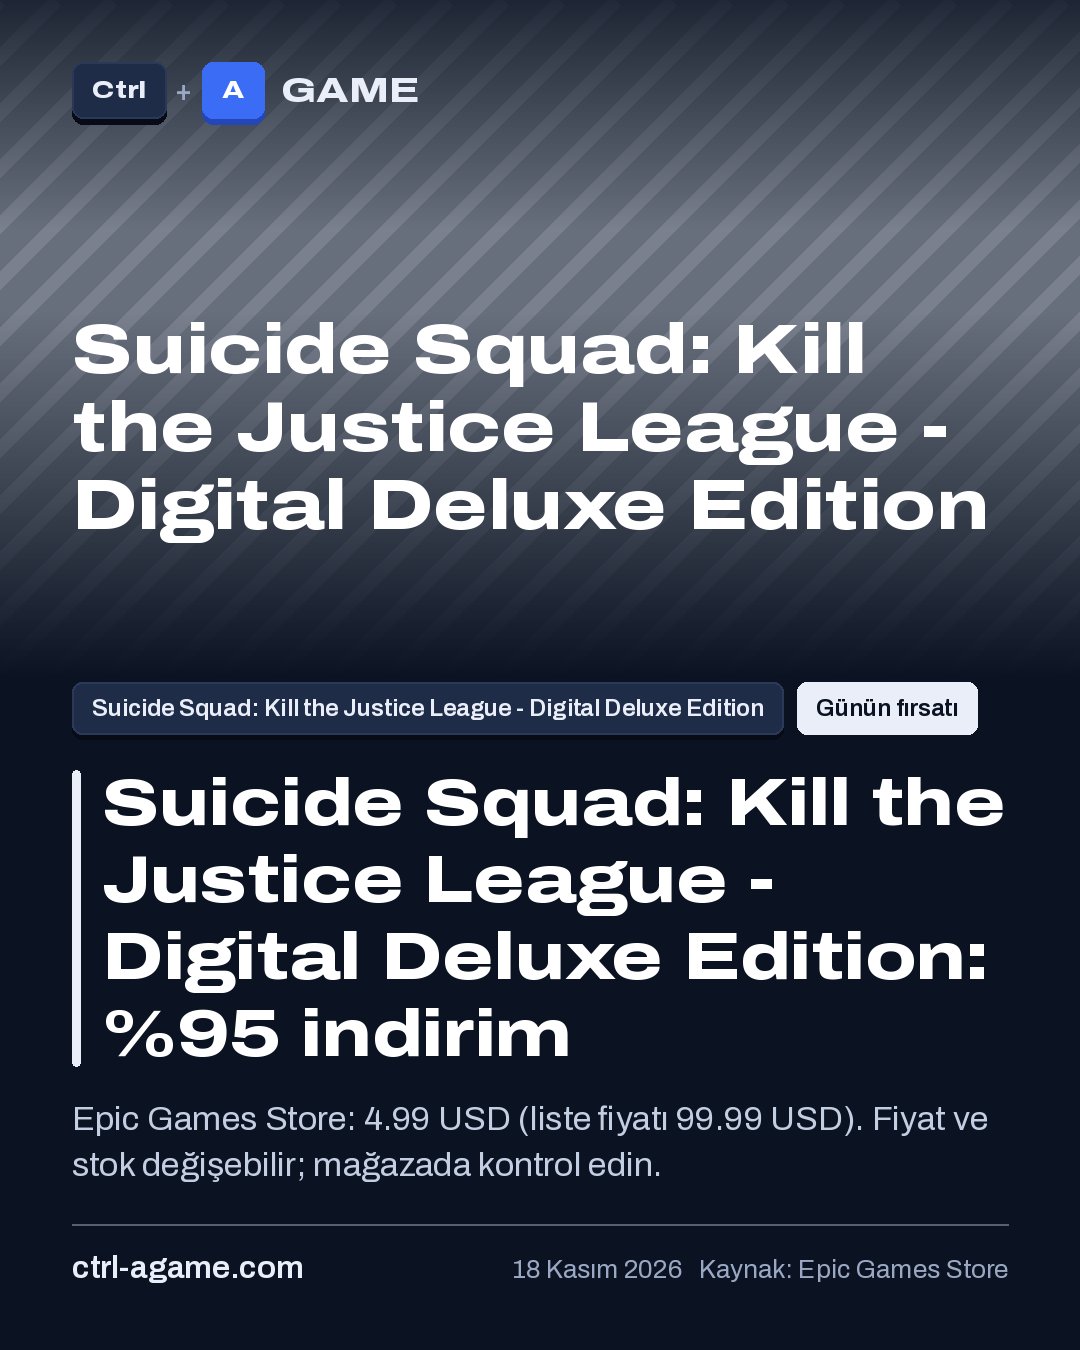 Ctrl + A GAME
Suicide Squad: Kill
the Justice League -
Digital Deluxe Edition
Suicide Squad: Kill the Justice League - Digital Deluxe Edition
Günün fırsatı
Suicide Squad: Kill the
Justice League -
Digital Deluxe Edition:
%95 indirim
Epic Games Store: 4.99 USD (liste fiyatı 99.99 USD). Fiyat ve
stok değişebilir; mağazada kontrol edin.
ctrl-agame.com
18 Kasım 2026 Kaynak: Epic Games Store